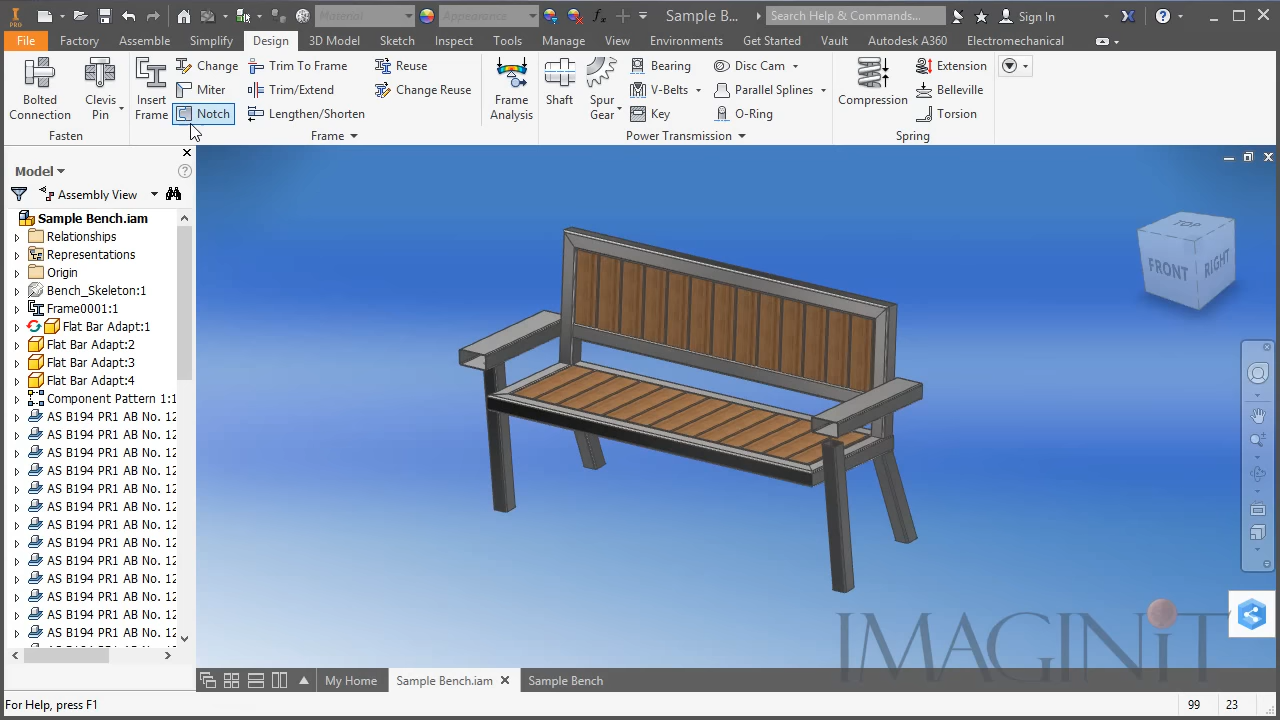 PRO
Material
Appearance
Sample B...
Search Help & Commands...
Sign In
File
Factory
Assemble
Simplify
Design
3D Model
Sketch
Inspect
Tools
Manage
View
Environments
Get Started
Vault
Autodesk A360
Electromechanical
Bolted Connection
Clevis Pin
Insert Frame
Change
Miter
Notch
Trim To Frame
Trim/Extend
Lengthen/Shorten
Reuse
Change Reuse
Frame Analysis
Shaft
Spur Gear
Bearing
V-Belts
Key
Disc Cam
Parallel Splines
O-Ring
Compression
Extension
Belleville
Torsion
Fasten
Frame
Power Transmission
Spring
Model
Assembly View
Sample Bench.iam
Relationships
Representations
Origin
Bench_Skeleton:1
Frame0001:1
Flat Bar Adapt:1
Flat Bar Adapt:2
Flat Bar Adapt:3
Flat Bar Adapt:4
Component Pattern 1:1
AS B194 PR1 AB No. 12
AS B194 PR1 AB No. 12
AS B194 PR1 AB No. 12
AS B194 PR1 AB No. 12
AS B194 PR1 AB No. 12
AS B194 PR1 AB No. 12
AS B194 PR1 AB No. 12
AS B194 PR1 AB No. 12
AS B194 PR1 AB No. 12
AS B194 PR1 AB No. 12
AS B194 PR1 AB No. 12
AS B194 PR1 AB No. 12
AS B194 PR1 AB No. 12
TOP
FRONT
RIGHT
IMAGINiT
My Home
Sample Bench.iam
Sample Bench
For Help, press F1
99
23